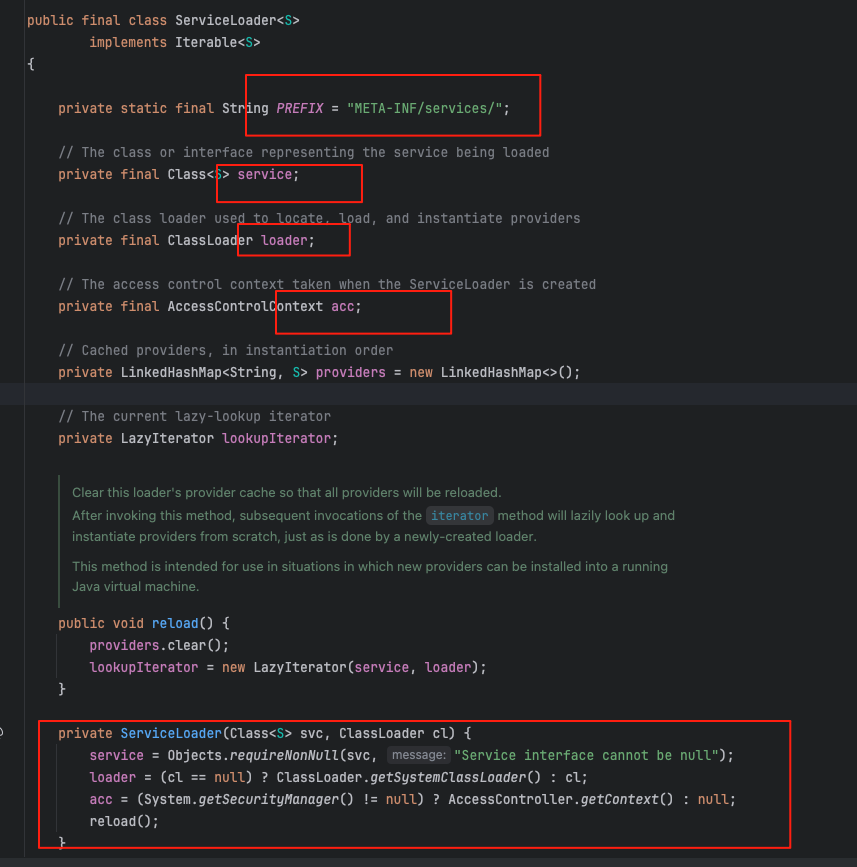 public final class ServiceLoader<S>
        implements Iterable<S>
{

    private static final String PREFIX = "META-INF/services/";

    // The class or interface representing the service being loaded
    private final Class<S> service;

    // The class loader used to locate, load, and instantiate providers
    private final ClassLoader loader;

    // The access control context taken when the ServiceLoader is created
    private final AccessControlContext acc;

    // Cached providers, in instantiation order
    private LinkedHashMap<String, S> providers = new LinkedHashMap<>();

    // The current lazy-lookup iterator
    private LazyIterator lookupIterator;

Clear this loader's provider cache so that all providers will be reloaded.
After invoking this method, subsequent invocations of the iterator method will lazily look up and
instantiate providers from scratch, just as is done by a newly-created loader.
This method is intended for use in situations in which new providers can be installed into a running
Java virtual machine.
    public void reload() {
        providers.clear();
        lookupIterator = new LazyIterator(service, loader);
    }

    private ServiceLoader(Class<S> svc, ClassLoader cl) {
        service = Objects.requireNonNull(svc, message: "Service interface cannot be null");
        loader = (cl == null) ? ClassLoader.getSystemClassLoader() : cl;
        acc = (System.getSecurityManager() != null) ? AccessController.getContext() : null;
        reload();
    }